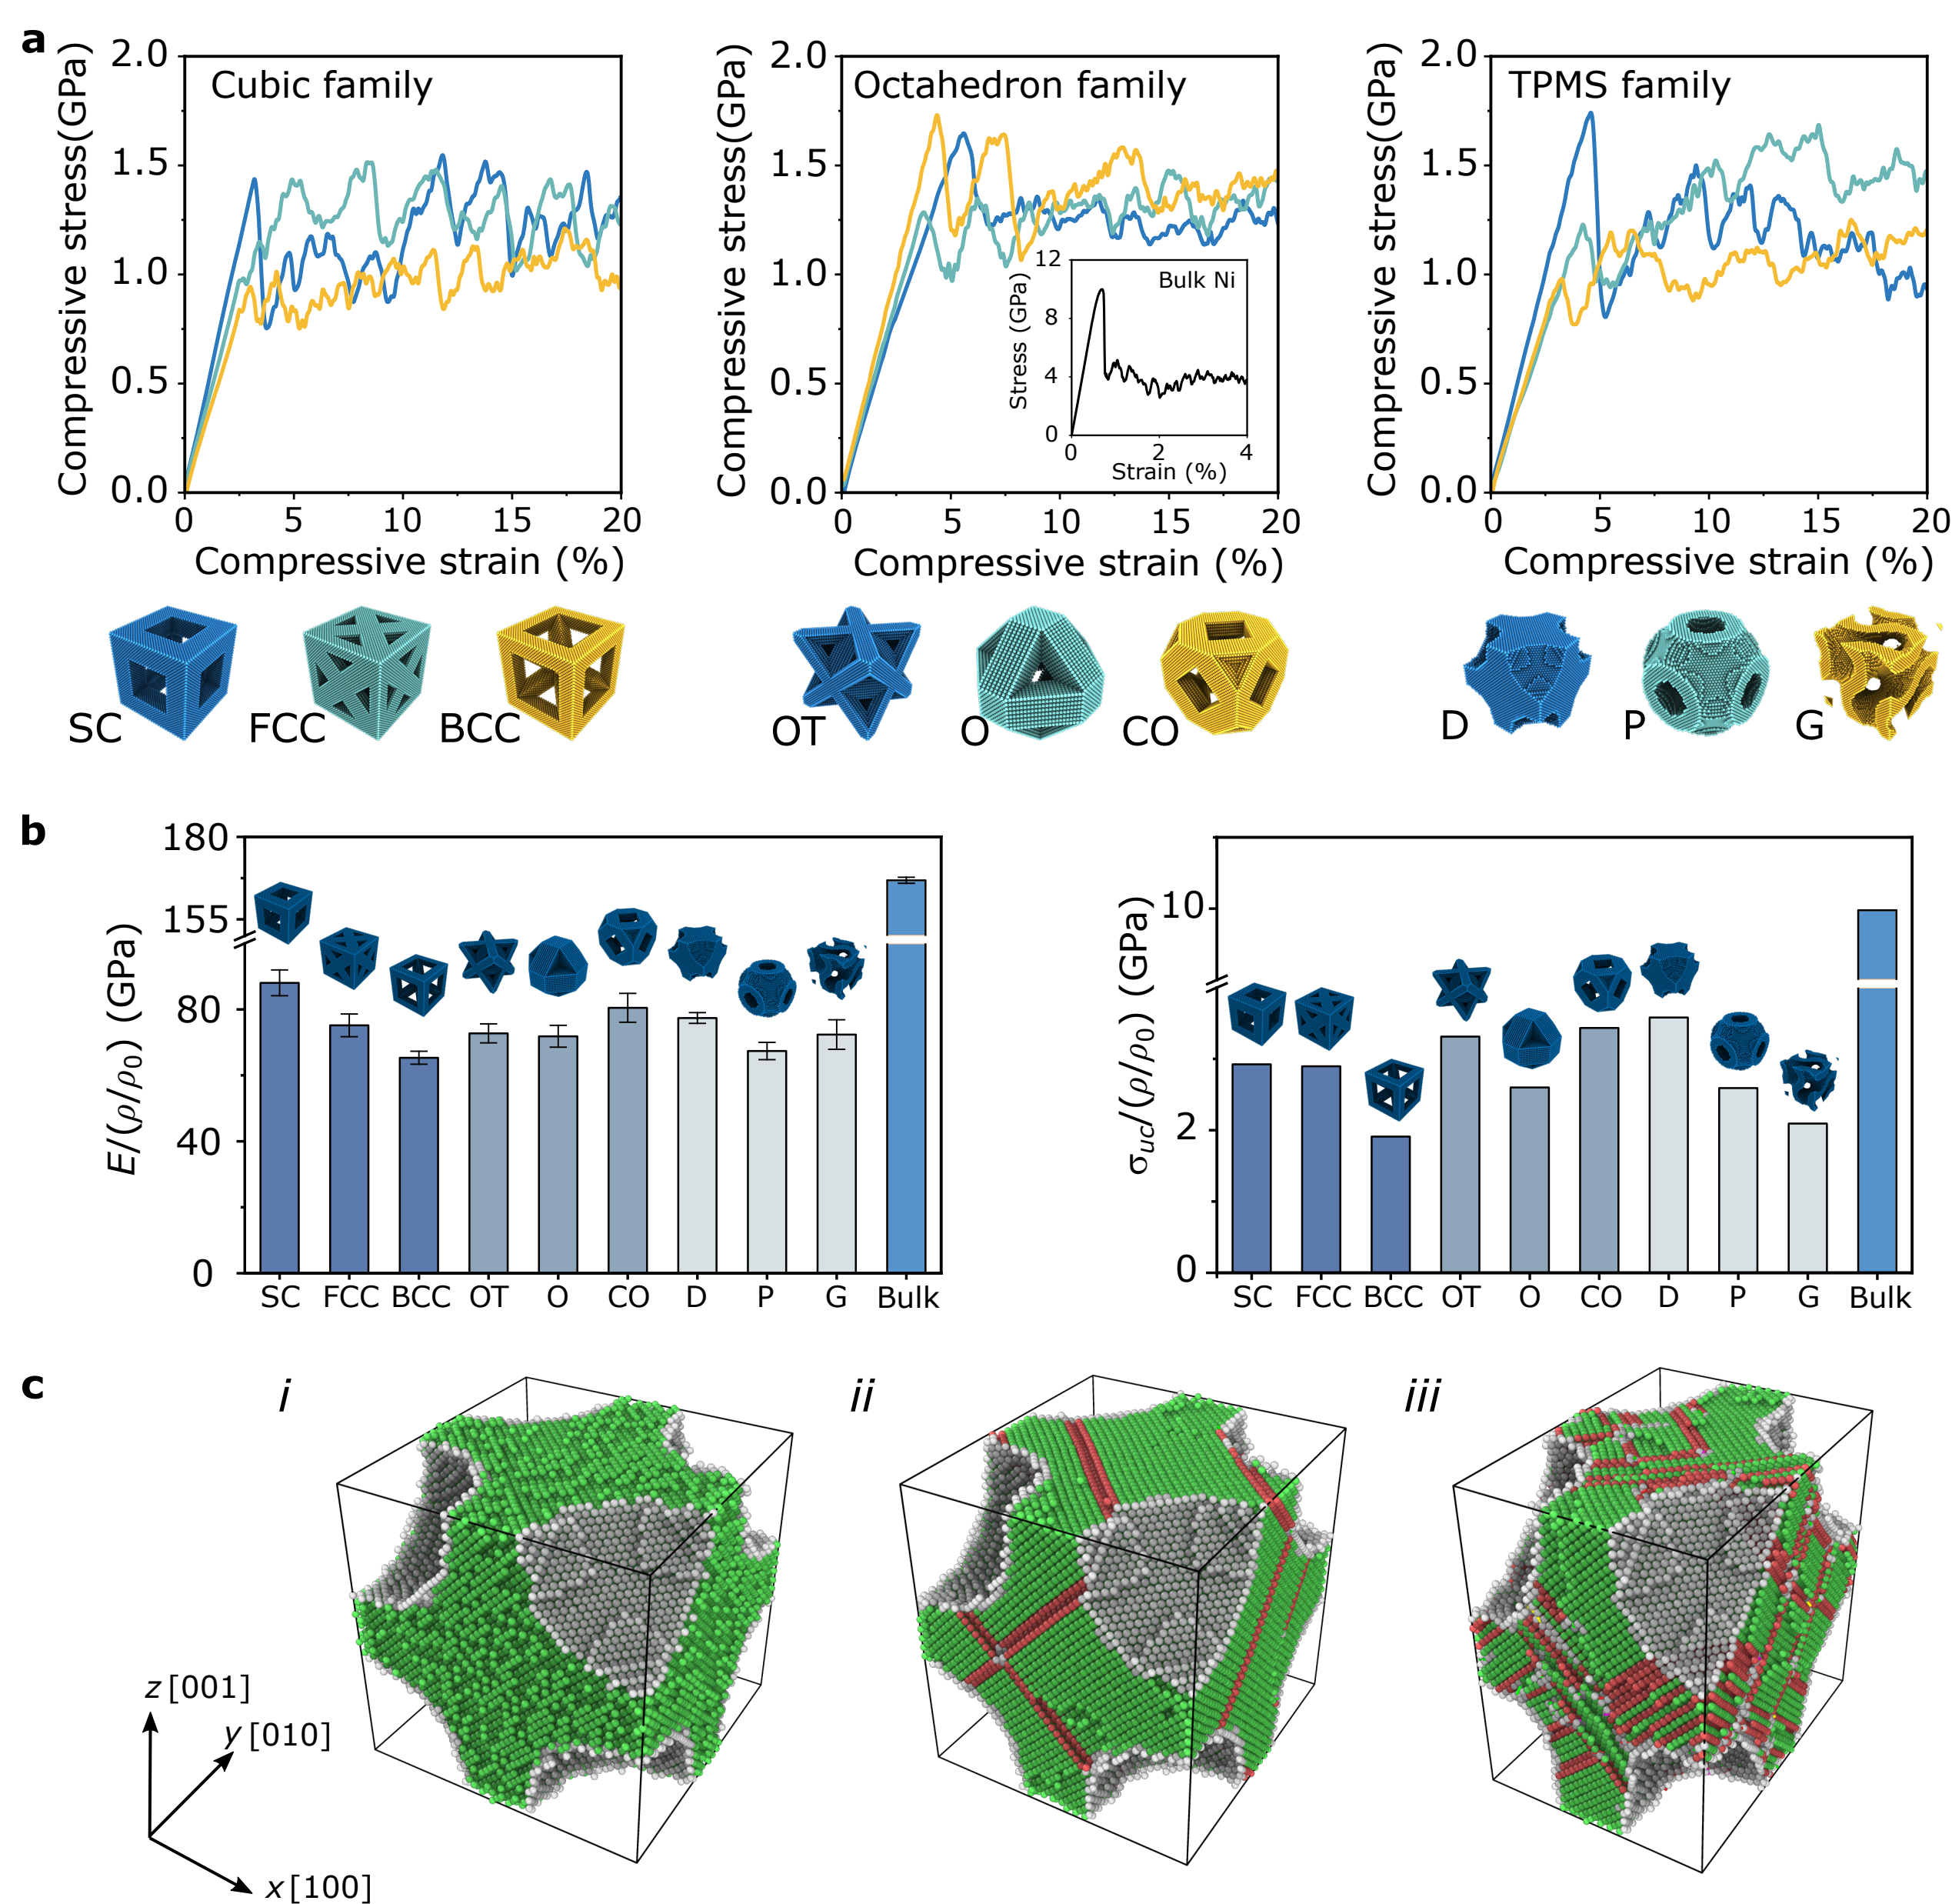 a
Cubic family
Compressive stress(GPa)
2.0
1.5
1.0
0.5
0.0
0 5 10 15 20
Compressive strain (%)
SC FCC BCC
Octahedron family
Compressive stress(GPa)
2.0
1.5
1.0
0.5
0.0
0 5 10 15 20
Compressive strain (%)
Bulk Ni
Stress (GPa)
12
8
4
0
0 2 4
Strain (%)
OT O CO
TPMS family
Compressive stress(GPa)
2.0
1.5
1.0
0.5
0.0
0 5 10 15 20
Compressive strain (%)
D P G
b
E/(ρ/ρ₀) (GPa)
180
155
80
40
0
SC FCC BCC OT O CO D P G Bulk
σ_uc/(ρ/ρ₀) (GPa)
10
2
0
SC FCC BCC OT O CO D P G Bulk
c
i
ii
iii
z [001]
y [010]
x [100]